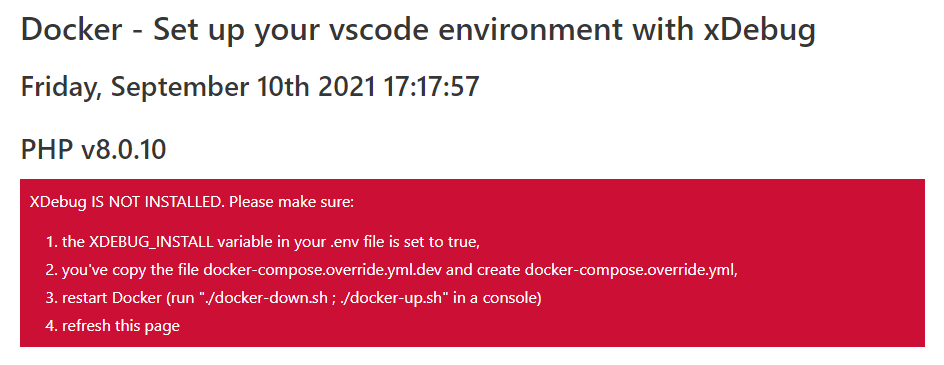 Docker - Set up your vscode environment with xDebug
Friday, September 10th 2021 17:17:57
PHP v8.0.10
XDebug IS NOT INSTALLED. Please make sure:
1. the XDEBUG_INSTALL variable in your .env file is set to true,
2. you've copy the file docker-compose.override.yml.dev and create docker-compose.override.yml,
3. restart Docker (run "./docker-down.sh ; ./docker-up.sh" in a console)
4. refresh this page